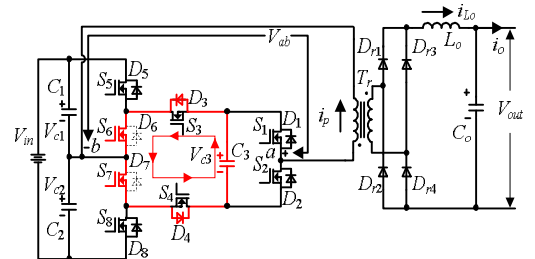 i_Lo
V_ab
L_o
i_o
D_r1
D_r3
D_5
S_5
C_1
D_3
T_r
V_c1
S_6
D_6
S_3
S_1
D_1
i_p
V_in
b
D_7
V_c3
C_3
a
C_o
V_out
V_c2
S_7
S_4
S_2
D_2
D_r2
D_r4
C_2
S_8
D_8
D_4